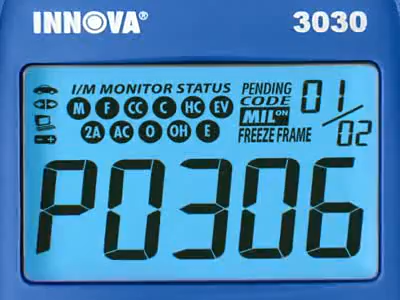 INNOVA® 3030
I/M MONITOR STATUS PENDING
M F CC C HC EV CODE 01
MIL ON
2A AC O OH E FREEZE FRAME /02
P0306